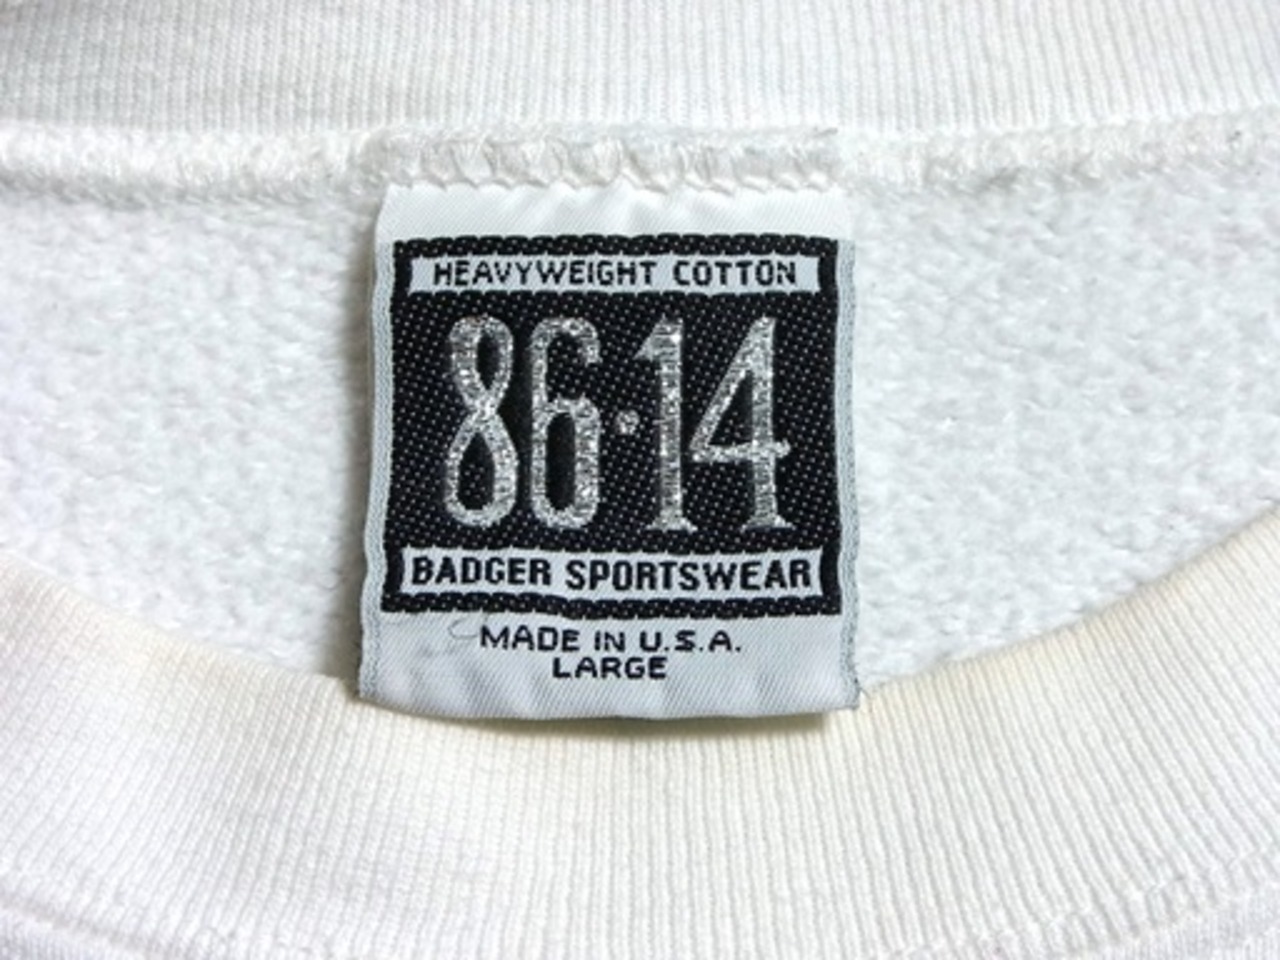 HEAVYWEIGHT COTTON
86·14
BADGER SPORTSWEAR
MADE IN U.S.A.
LARGE